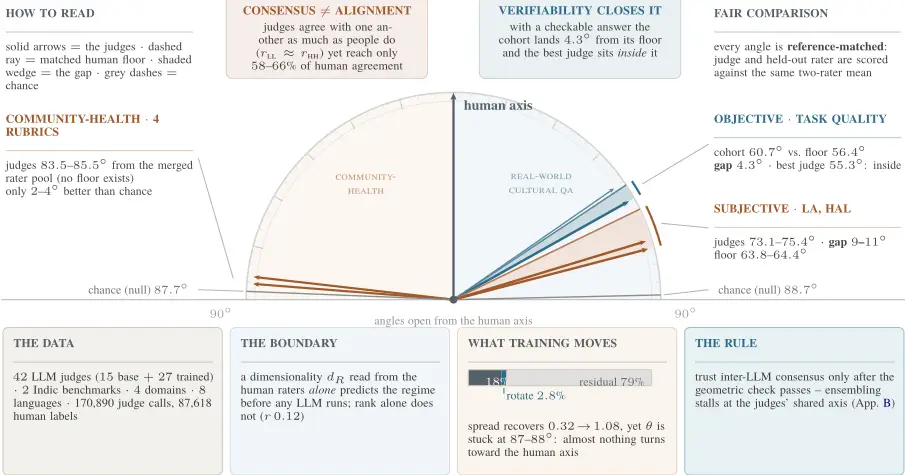 HOW TO READ
solid arrows = the judges · dashed
ray = matched human floor · shaded
wedge = the gap · grey dashes =
chance
CONSENSUS ≠ ALIGNMENT
judges agree with one an-
other as much as people do
(r_LL ≈ r_HH) yet reach only
58–66% of human agreement
VERIFIABILITY CLOSES IT
with a checkable answer the
cohort lands 4.3° from its floor
and the best judge sits inside it
FAIR COMPARISON
every angle is reference-matched:
judge and held-out rater are scored
against the same two-rater mean
COMMUNITY-HEALTH · 4
RUBRICS
judges 83.5–85.5° from the merged
rater pool (no floor exists)
only 2–4° better than chance
human axis
COMMUNITY-
HEALTH
REAL-WORLD
CULTURAL QA
OBJECTIVE · TASK QUALITY
cohort 60.7° vs. floor 56.4°
gap 4.3° · best judge 55.3°: inside
SUBJECTIVE · LA, HAL
judges 73.1–75.4° · gap 9–11°
floor 63.8–64.4°
chance (null) 87.7°
chance (null) 88.7°
90°
90°
angles open from the human axis
THE DATA
42 LLM judges (15 base + 27 trained)
· 2 Indic benchmarks · 4 domains · 8
languages · 170,890 judge calls, 87,618
human labels
THE BOUNDARY
a dimensionality d_R read from the
human raters alone predicts the regime
before any LLM runs; rank alone does
not (r 0.12)
WHAT TRAINING MOVES
18%
residual 79%
rotate 2.8%
spread recovers 0.32 → 1.08, yet θ is
stuck at 87–88°: almost nothing turns
toward the human axis
THE RULE
trust inter-LLM consensus only after the
geometric check passes – ensembling
stalls at the judges' shared axis (App. B)